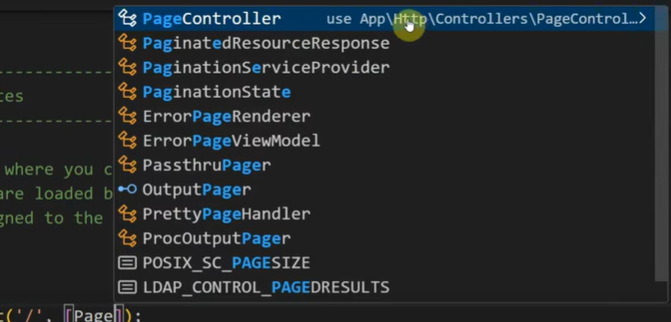 PageController use App\Http\Controllers\PageControl…
PaginatedResourceResponse
----------
PaginationServiceProvider
tes
PaginationState
----------
ErrorPageRenderer
ErrorPageViewModel
where you c
PassthruPager
are loaded b
OutputPager
gned to the
PrettyPageHandler
ProcOutputPager
POSIX_SC_PAGESIZE
LDAP_CONTROL_PAGEDRESULTS
t('/', [Page]);